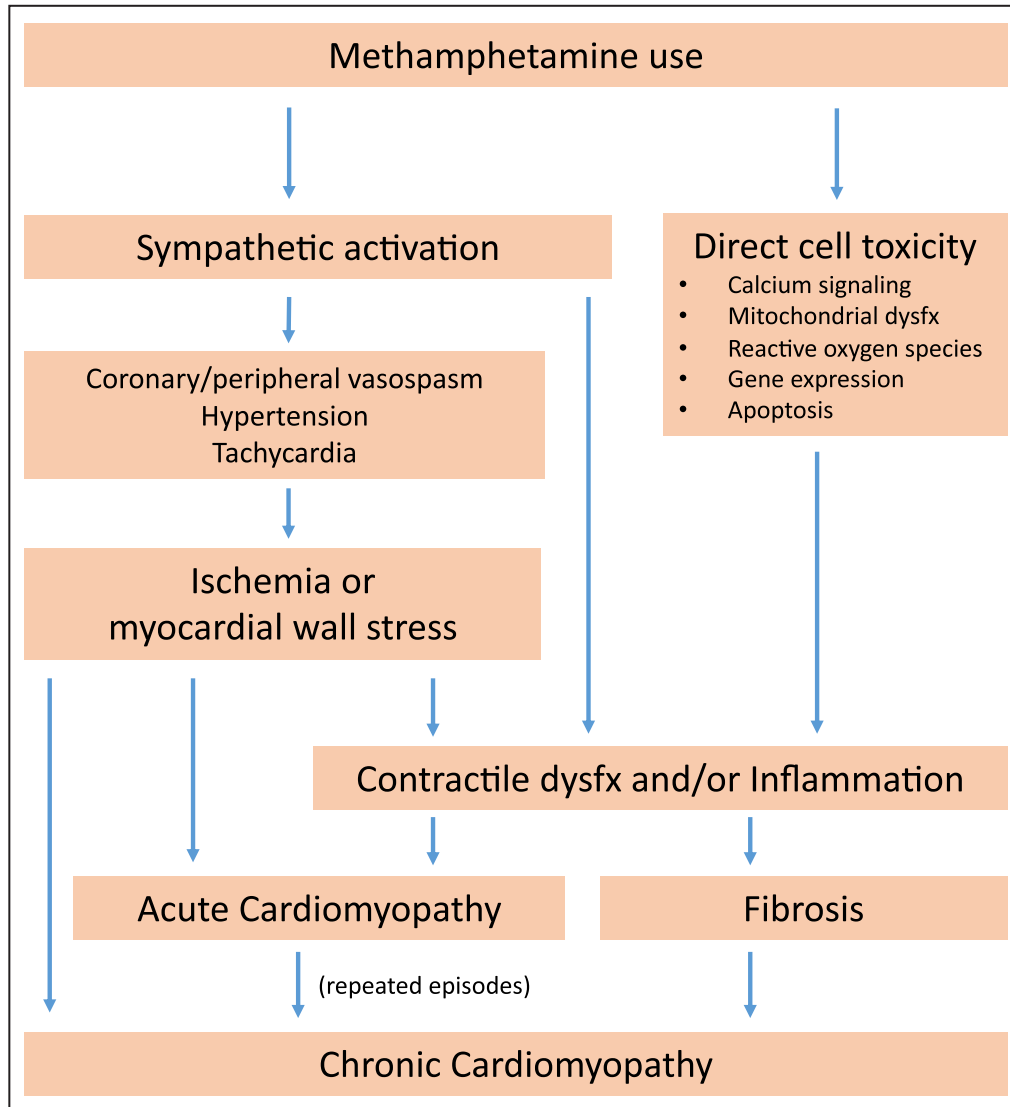 Methamphetamine use
Sympathetic activation
Direct cell toxicity
• Calcium signaling
• Mitochondrial dysfx
• Reactive oxygen species
• Gene expression
• Apoptosis
Coronary/peripheral vasospasm
Hypertension
Tachycardia
Ischemia or
myocardial wall stress
Contractile dysfx and/or Inflammation
Acute Cardiomyopathy
Fibrosis
(repeated episodes)
Chronic Cardiomyopathy